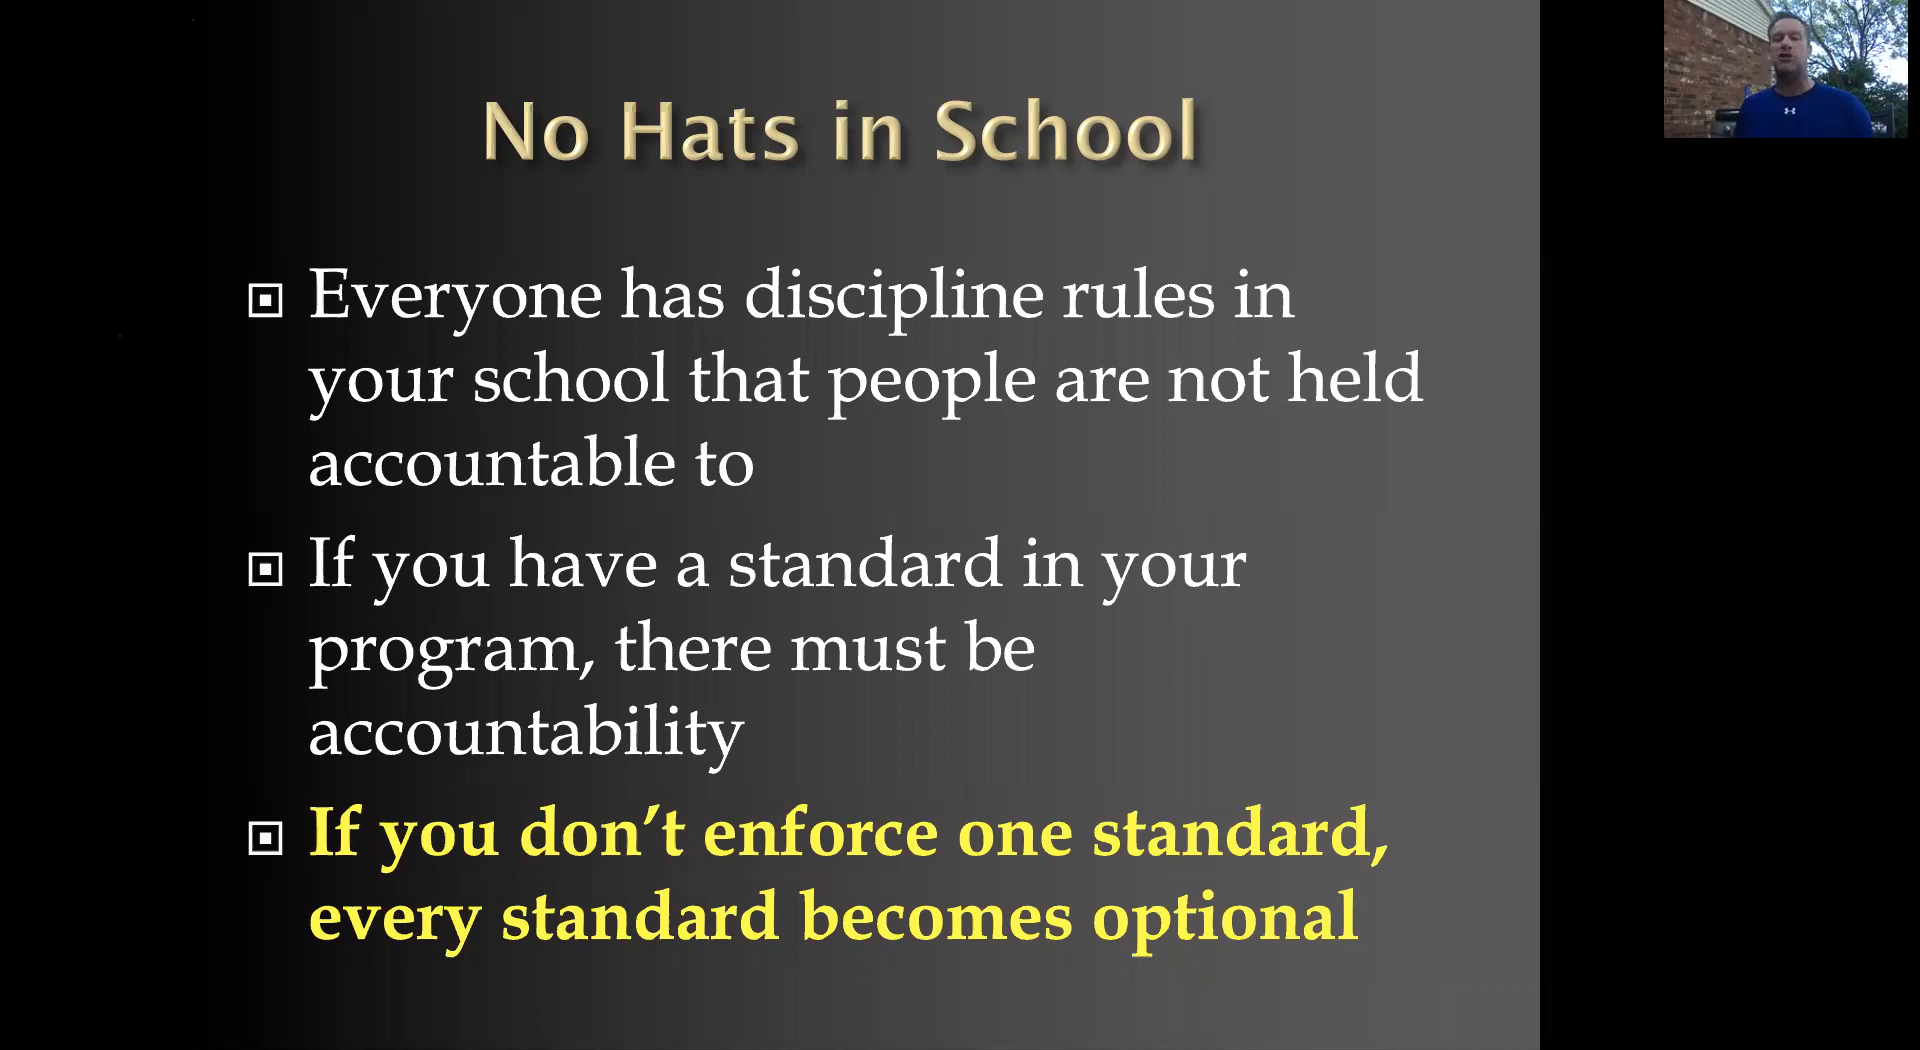 No Hats in School
Everyone has discipline rules in
your school that people are not held
accountable to
If you have a standard in your
program, there must be
accountability
If you don’t enforce one standard,
every standard becomes optional